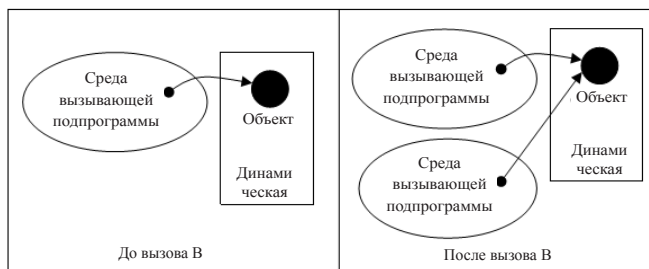 Среда
вызывающей
подпрограммы
Объект
Динами
ческая
До вызова В
Среда
вызывающей
подпрограммы
Объект
Среда
вызывающей
подпрограммы
Динами
ческая
После вызова В